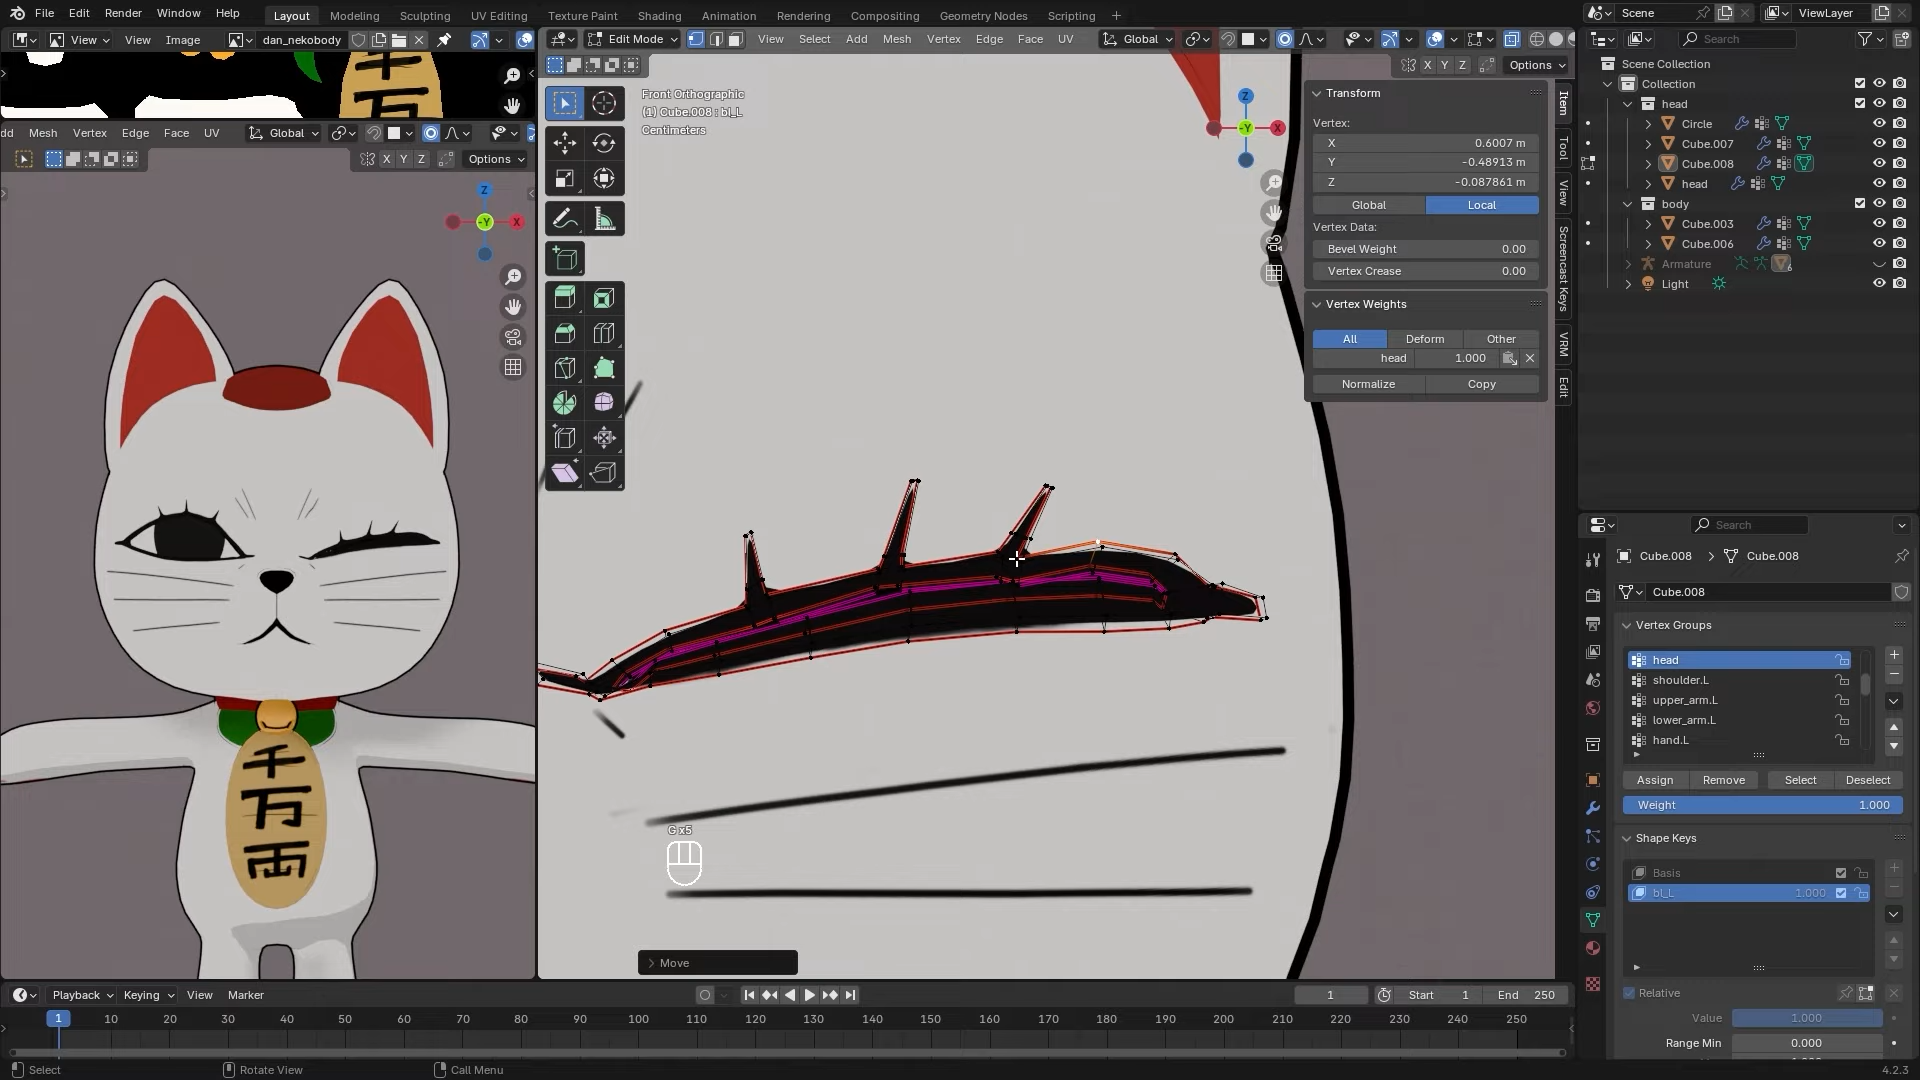 File Edit Render Window Help
Layout Modeling Sculpting UV Editing Texture Paint Shading Animation Rendering Compositing Geometry Nodes Scripting +
Scene ViewLayer
View View Image dan_nekobody
Edit Mode View Select Add Mesh Vertex Edge Face UV Global
Search
X Y Z Options
Front Orthographic
(1) Cube.008 : bl_L
Centimeters
dd Mesh Vertex Edge Face UV Global
X Y Z Options
Z
-Y
X
Z
-Y
X
千
万
千
万
両
Transform
Vertex:
X 0.6007 m
Y -0.48913 m
Z -0.087861 m
Global Local
Vertex Data:
Bevel Weight 0.00
Vertex Crease 0.00
Vertex Weights
All Deform Other
head 1.000
Normalize Copy
Item
Tool
View
Screencast Keys
VRM
Edit
Scene Collection
Collection
head
Circle
Cube.007
Cube.008
head
body
Cube.003
Cube.006
Armature 6
Light
Search
Cube.008 > Cube.008
Cube.008
Vertex Groups
head
shoulder.L
upper_arm.L
lower_arm.L
hand.L
Assign Remove Select Deselect
Weight 1.000
Shape Keys
Basis
bl_L 1.000
Relative
Value 1.000
Range Min 0.000
G x5
Move
Playback Keying View Marker
1 Start 1 End 250
1 10 20 30 40 50 60 70 80 90 100 110 120 130 140 150 160 170 180 190 200 210 220 230 240 250
Select Rotate View Call Menu 4.2.3